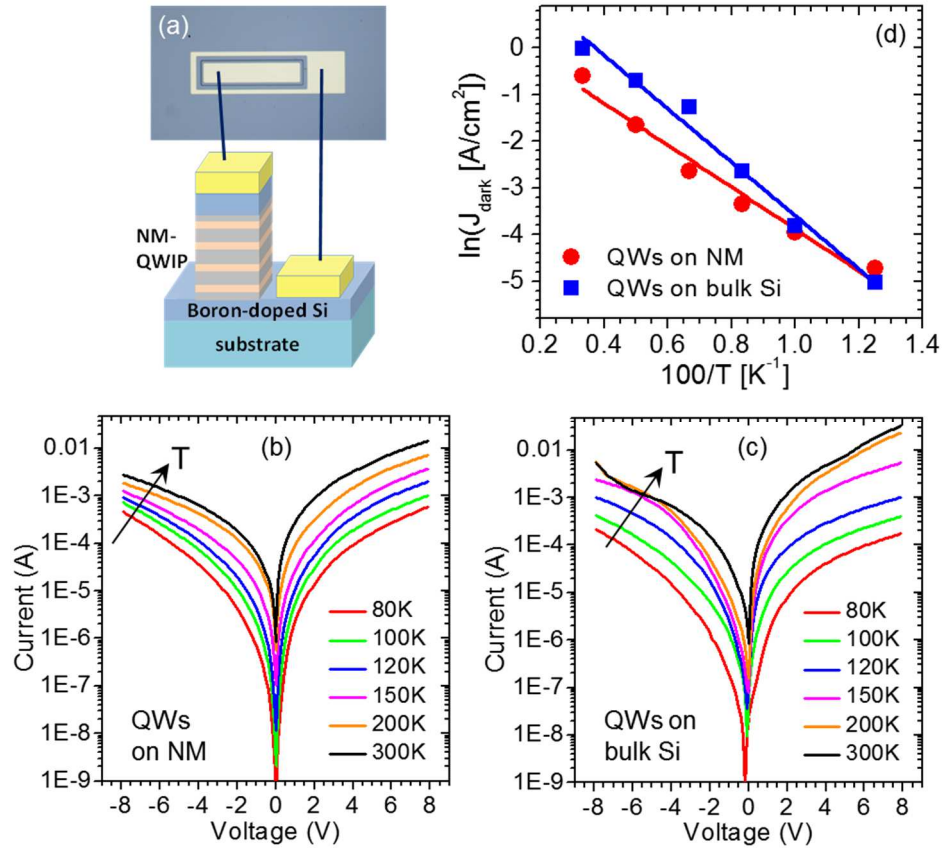 (a)
NM-
QWIP
Boron-doped Si
substrate
(d)
ln(J_dark [A/cm²])
0
-1
-2
-3
-4
-5
QWs on NM
QWs on bulk Si
0.2 0.4 0.6 0.8 1.0 1.2
100/T [K⁻¹]
(b)
T
Current (A)
0.01
1E-3
1E-4
1E-5
1E-6
1E-7
1E-8
1E-9
80K
100K
120K
150K
200K
300K
QWs
on NM
-8 -6 -4 -2 0 2 4 6 8
Voltage (V)
(c)
T
Current (A)
0.01
1E-3
1E-4
1E-5
1E-6
1E-7
1E-8
1E-9
80K
100K
120K
150K
200K
300K
QWs on
bulk Si
-8 -6 -4 -2 0 2 4 6 8
Voltage (V)